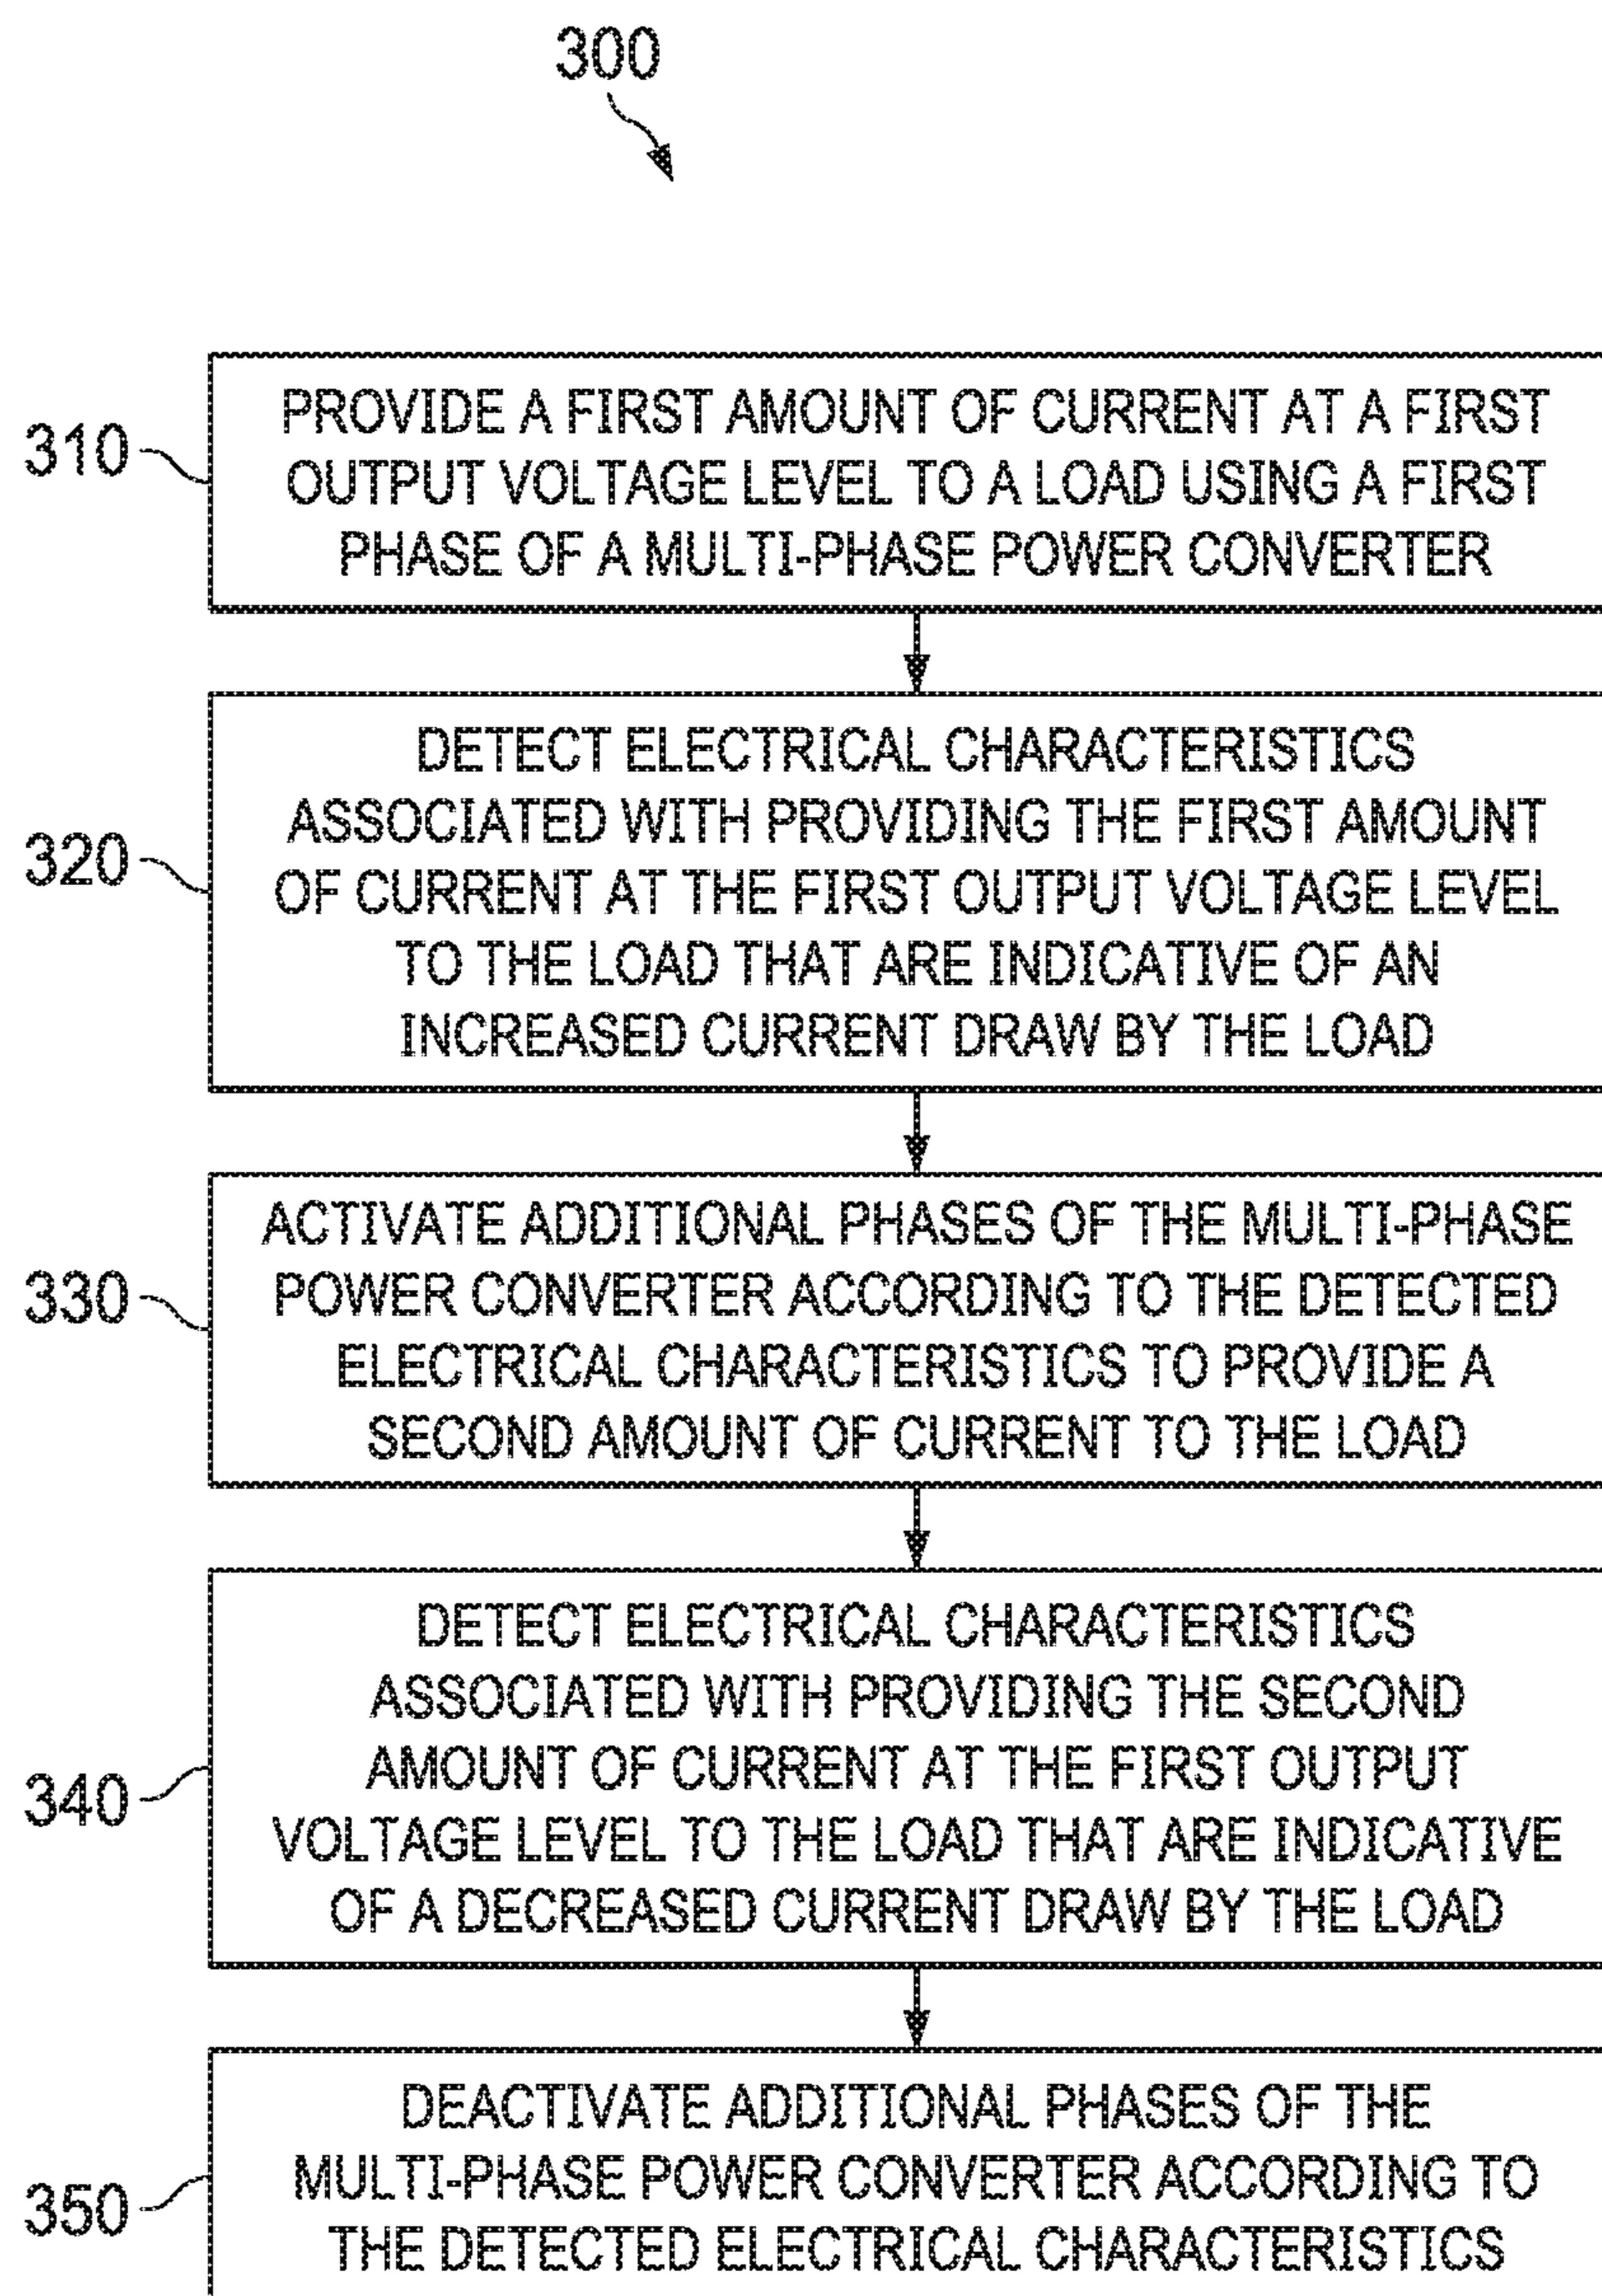 300
310
PROVIDE A FIRST AMOUNT OF CURRENT AT A FIRST
OUTPUT VOLTAGE LEVEL TO A LOAD USING A FIRST
PHASE OF A MULTI-PHASE POWER CONVERTER
320
DETECT ELECTRICAL CHARACTERISTICS
ASSOCIATED WITH PROVIDING THE FIRST AMOUNT
OF CURRENT AT THE FIRST OUTPUT VOLTAGE LEVEL
TO THE LOAD THAT ARE INDICATIVE OF AN
INCREASED CURRENT DRAW BY THE LOAD
330
ACTIVATE ADDITIONAL PHASES OF THE MULTI-PHASE
POWER CONVERTER ACCORDING TO THE DETECTED
ELECTRICAL CHARACTERISTICS TO PROVIDE A
SECOND AMOUNT OF CURRENT TO THE LOAD
340
DETECT ELECTRICAL CHARACTERISTICS
ASSOCIATED WITH PROVIDING THE SECOND
AMOUNT OF CURRENT AT THE FIRST OUTPUT
VOLTAGE LEVEL TO THE LOAD THAT ARE INDICATIVE
OF A DECREASED CURRENT DRAW BY THE LOAD
350
DEACTIVATE ADDITIONAL PHASES OF THE
MULTI-PHASE POWER CONVERTER ACCORDING TO
THE DETECTED ELECTRICAL CHARACTERISTICS